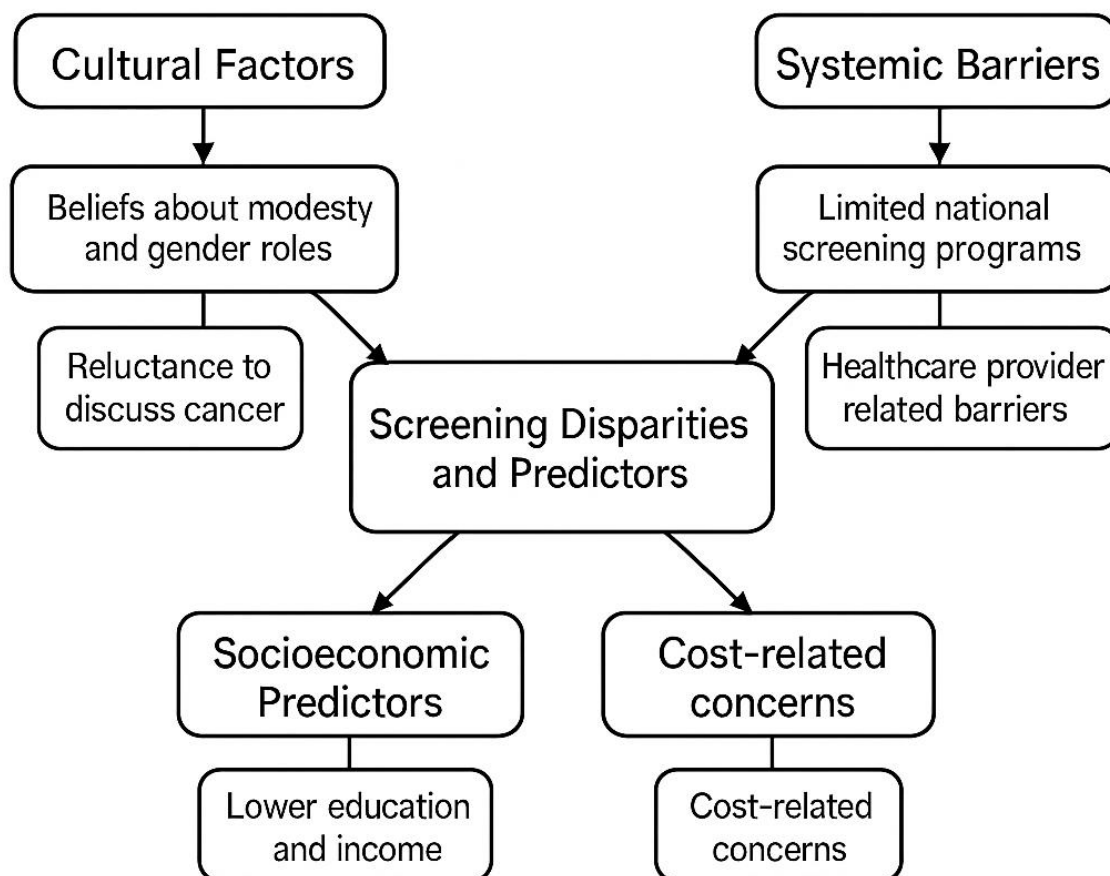 Cultural Factors
Systemic Barriers
Beliefs about modesty
and gender roles
Limited national
screening programs
Reluctance to
discuss cancer
Healthcare provider
related barriers
Screening Disparities
and Predictors
Socioeconomic
Predictors
Cost-related
concerns
Lower education
and income
Cost-related
concerns